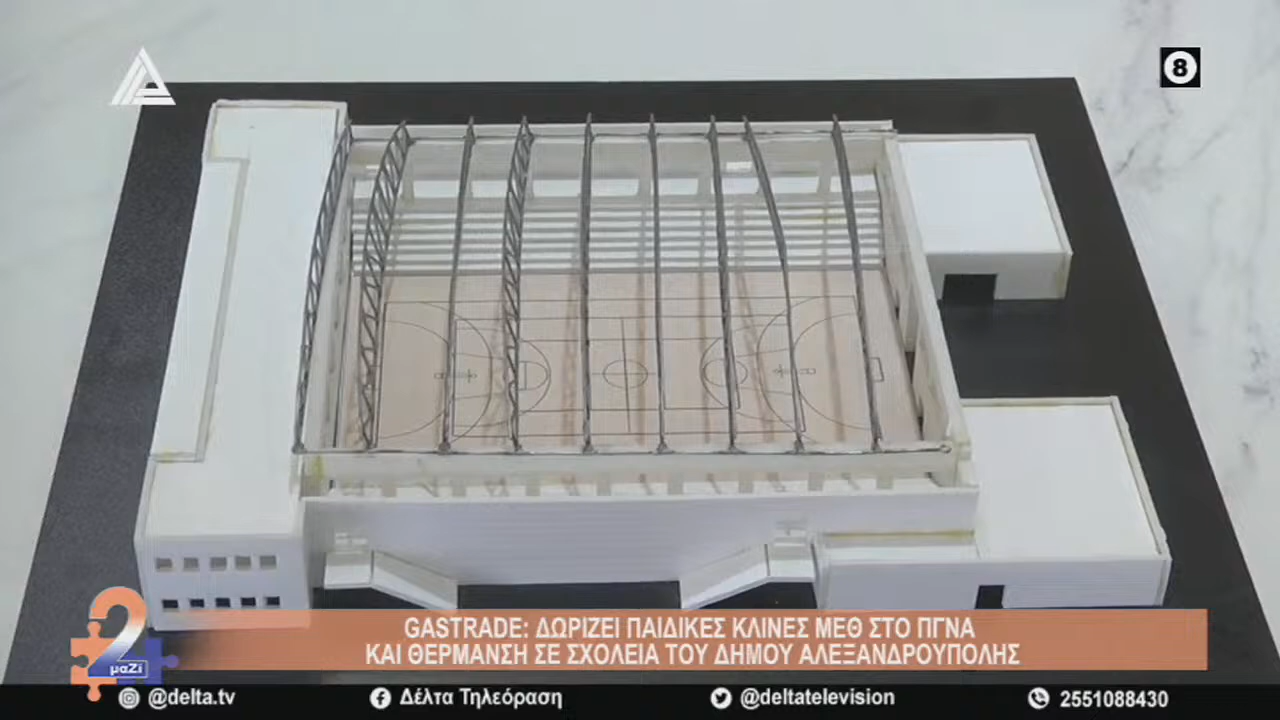 8
GASTRADE: ΔΩΡΙΖΕΙ ΠΑΙΔΙΚΕΣ ΚΛΙΝΕΣ ΜΕΘ ΣΤΟ ΠΓΝΑ
ΚΑΙ ΘΕΡΜΑΝΣΗ ΣΕ ΣΧΟΛΕΙΑ ΤΟΥ ΔΗΜΟΥ ΑΛΕΞΑΝΔΡΟΥΠΟΛΗΣ
2
μαΖί
@delta.tv Δέλτα Τηλεόραση @deltatelevision 2551088430